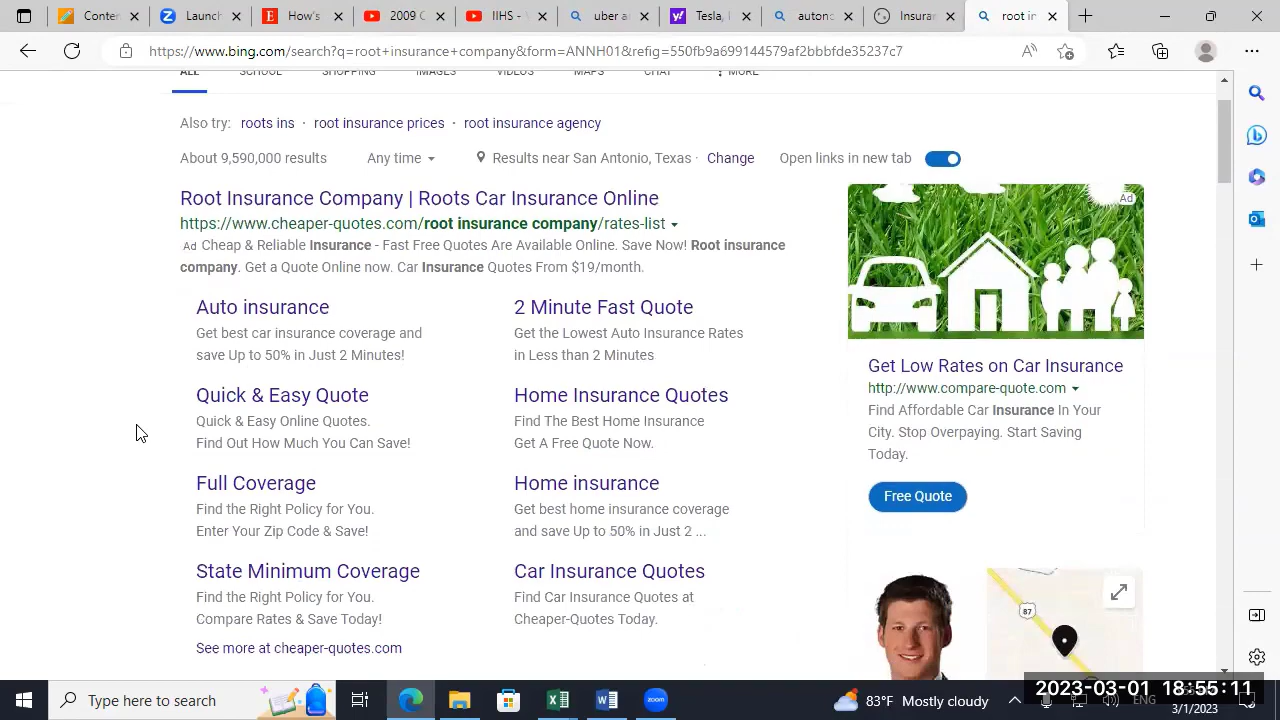 Conter
Launch
How's
2009 C
IIHS - V
uber a
Tesla, I
autonc
Insuran
root in
https://www.bing.com/search?q=root+insurance+company&form=ANNH01&refig=550fb9a699144579af2bbbfde35237c7
ALL SCHOOL SHOPPING IMAGES VIDEOS MAPS CHAT MORE
Also try: roots ins · root insurance prices · root insurance agency
About 9,590,000 results Any time Results near San Antonio, Texas · Change Open links in new tab
Root Insurance Company | Roots Car Insurance Online
https://www.cheaper-quotes.com/root insurance company/rates-list
Ad Cheap & Reliable Insurance - Fast Free Quotes Are Available Online. Save Now! Root insurance
company. Get a Quote Online now. Car Insurance Quotes From $19/month.
Auto insurance
Get best car insurance coverage and
save Up to 50% in Just 2 Minutes!
2 Minute Fast Quote
Get the Lowest Auto Insurance Rates
in Less than 2 Minutes
Quick & Easy Quote
Quick & Easy Online Quotes.
Find Out How Much You Can Save!
Home Insurance Quotes
Find The Best Home Insurance
Get A Free Quote Now.
Full Coverage
Find the Right Policy for You.
Enter Your Zip Code & Save!
Home insurance
Get best home insurance coverage
and save Up to 50% in Just 2 ...
State Minimum Coverage
Find the Right Policy for You.
Compare Rates & Save Today!
Car Insurance Quotes
Find Car Insurance Quotes at
Cheaper-Quotes Today.
See more at cheaper-quotes.com
Ad
Get Low Rates on Car Insurance
http://www.compare-quote.com
Find Affordable Car Insurance In Your
City. Stop Overpaying. Start Saving
Today.
Free Quote
87
Type here to search
zoom
83°F Mostly cloudy
ENG
2023-03-01 18:55:11
3/1/2023